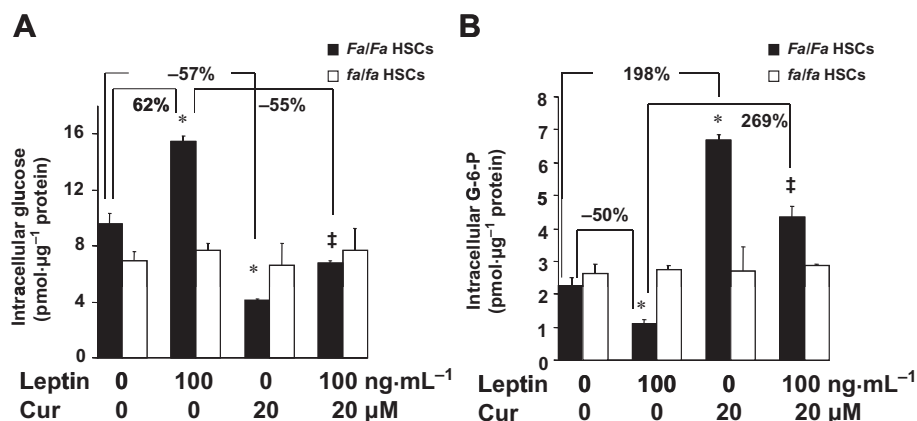 A
■ Fa/Fa HSCs
□ fa/fa HSCs
–57%
62%
–55%
Intracellular glucose
(pmol·µg⁻¹ protein)
16
12
8
4
0
*
*
‡
Leptin 0 100 0 100 ng·mL⁻¹
Cur 0 0 20 20 µM
B
■ Fa/Fa HSCs
□ fa/fa HSCs
198%
269%
–50%
Intracellular G-6-P
(pmol·µg⁻¹ protein)
8
7
6
5
4
3
2
1
0
*
*
‡
Leptin 0 100 0 100 ng·mL⁻¹
Cur 0 0 20 20 µM